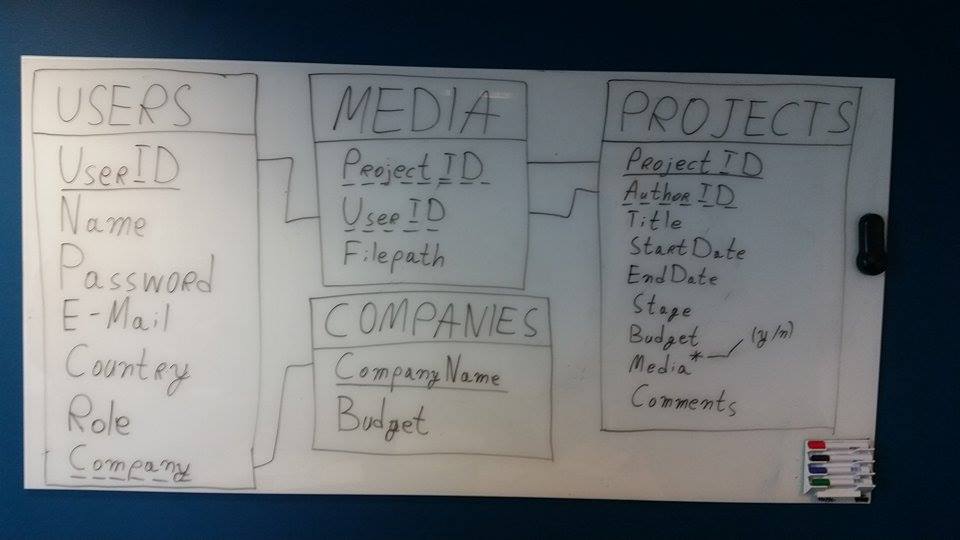 USERS
UserID
Name
Password
E-Mail
Country
Role
Company
MEDIA
Project ID
User ID
Filepath
COMPANIES
CompanyName
Budget
PROJECTS
Project ID
Author ID
Title
StartDate
EndDate
Stage
Budget
(y/n)
Media*
Comments